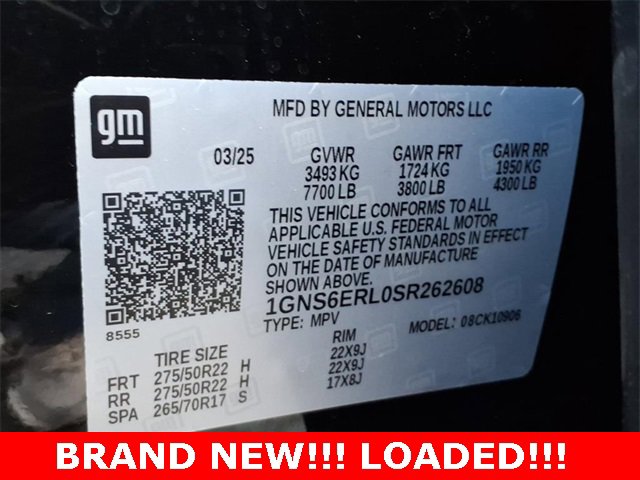 gm
MFD BY GENERAL MOTORS LLC
03/25 GVWR GAWR FRT GAWR RR
3493 KG 1724 KG 1950 KG
7700 LB 3800 LB 4300 LB
THIS VEHICLE CONFORMS TO ALL
APPLICABLE U.S. FEDERAL MOTOR
VEHICLE SAFETY STANDARDS IN EFFECT
ON THE DATE OF MANUFACTURE
SHOWN ABOVE.
1GNS6ERL0SR262608
8555
TYPE: MPV MODEL: 08CK10906
TIRE SIZE RIM
FRT 275/50R22 H 22X9J
RR 275/50R22 H 22X9J
SPA 265/70R17 S 17X8J
BRAND NEW!!! LOADED!!!